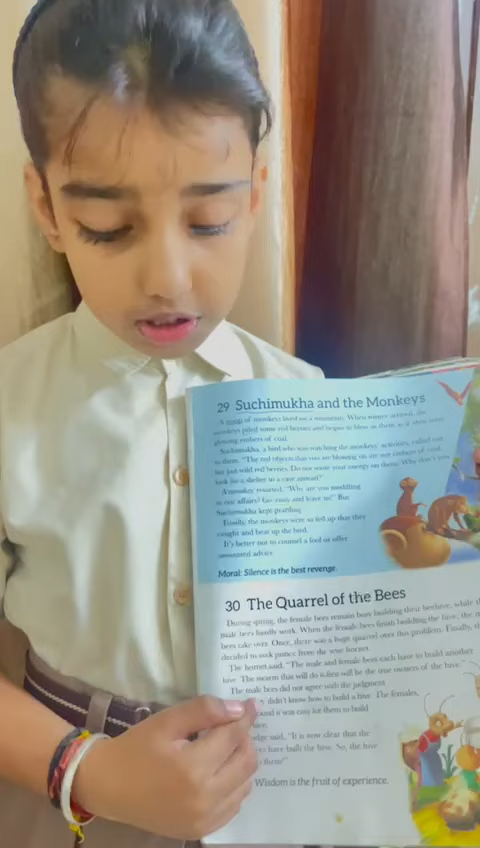 29 Suchimukha and the Monkeys
A troop of monkeys lived on a mountain. When winter arrived, the
monkeys piled some red berries and began to blow at them, as if they were
glowing embers of coal.
Suchimukha, a bird who was watching the monkeys' activities, called out
to them, "The red objects that you are blowing on are not embers of coal,
but just wild red berries. Do not waste your energy on them. Why don't you
look for a shelter in a cave instead?"
A monkey retorted, "Why are you meddling
in our affairs? Go away and leave us!" But
Suchimukha kept prattling.
Finally, the monkeys were so fed up that they
caught and beat up the bird.
It's better not to counsel a fool or offer
unwanted advice.
Moral: Silence is the best revenge.
30 The Quarrel of the Bees
During spring, the female bees remain busy building their beehive, while
male bees hardly work. When the female bees finish building the hive, the
bees take over. Once, there was a huge quarrel over this problem. Finally,
decided to seek justice from the wise hornet.
The hornet said, "The male and female bees each have to build another
hive. The swarm that will do it first will be the true owners of the hive."
The male bees did not agree with the judgment
didn't know how to build a hive. The females,
found it was easy for them to build
"It is now clear that the
have built the hive. So, the hive
them!"
Wisdom is the fruit of experience.